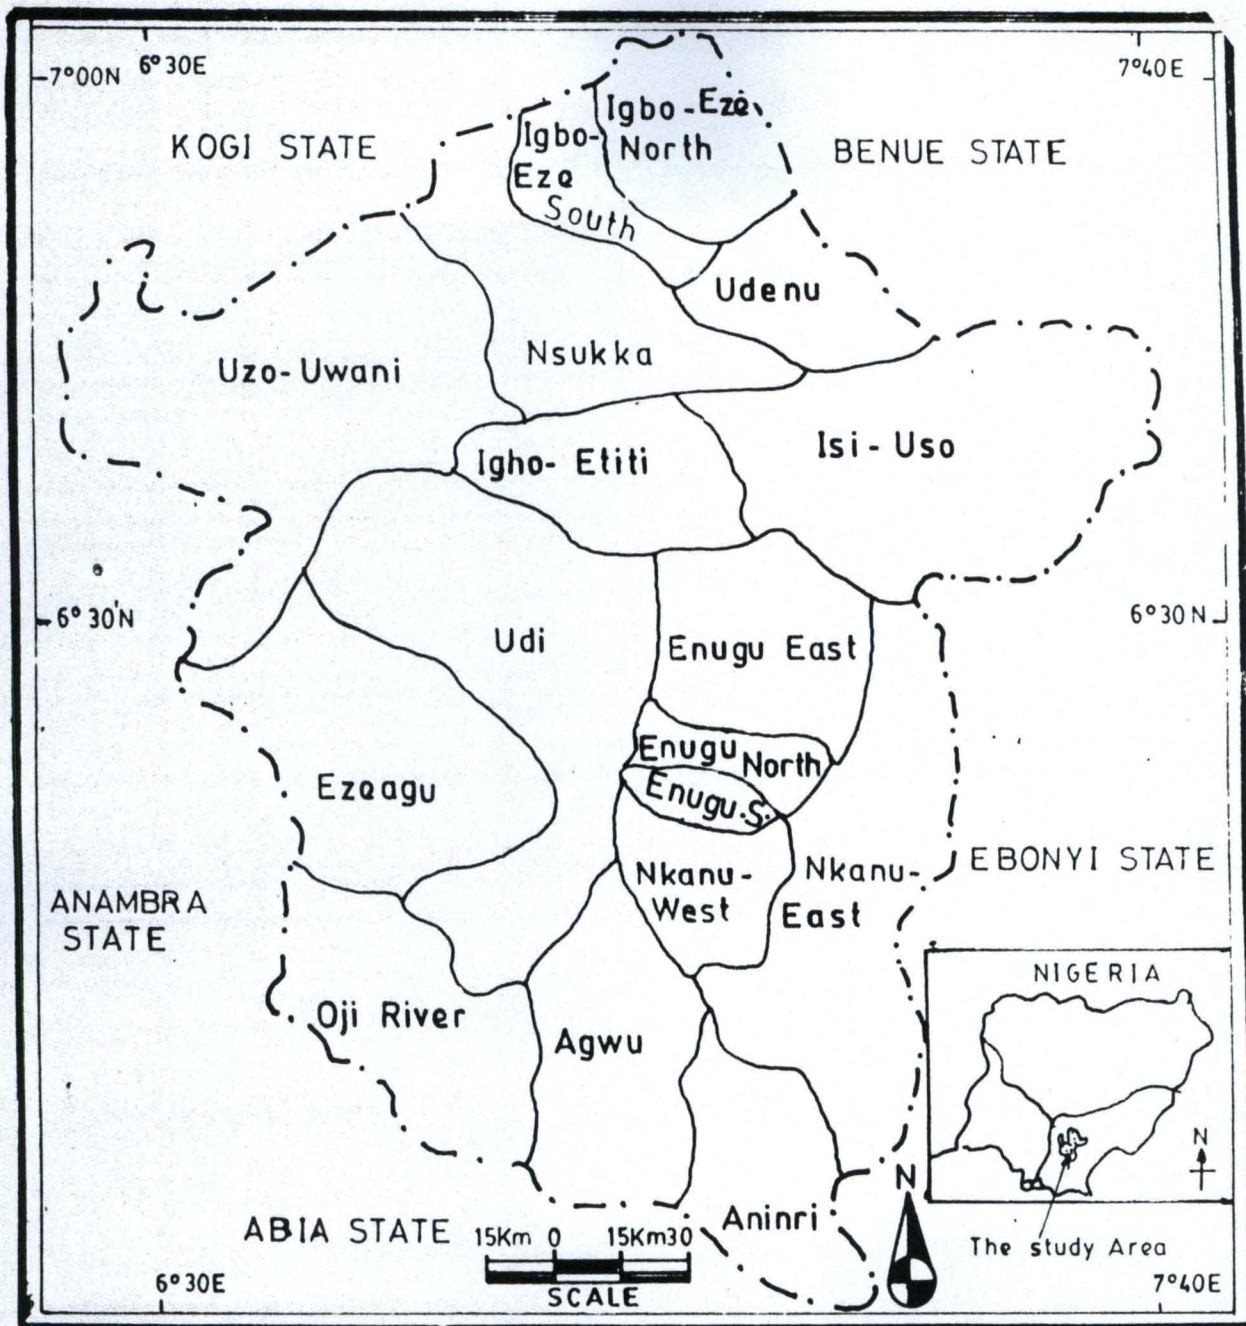 6°30E
7°00N
7°40E
KOGI STATE
BENUE STATE
Igbo-Eze
North
Igbo-
Eze
South
Udenu
Nsukka
Uzo-Uwani
Isi-Uso
Igho-Etiti
6°30'N
6°30N
Udi
Enugu East
Enugu North
Enugu.S.
Ezeagu
Nkanu-
West
Nkanu-
East
EBONYI STATE
ANAMBRA
STATE
Oji River
Agwu
Aninri
ABIA STATE
15Km 0 15Km30
SCALE
N
NIGERIA
N
The study Area
6°30E
7°40E